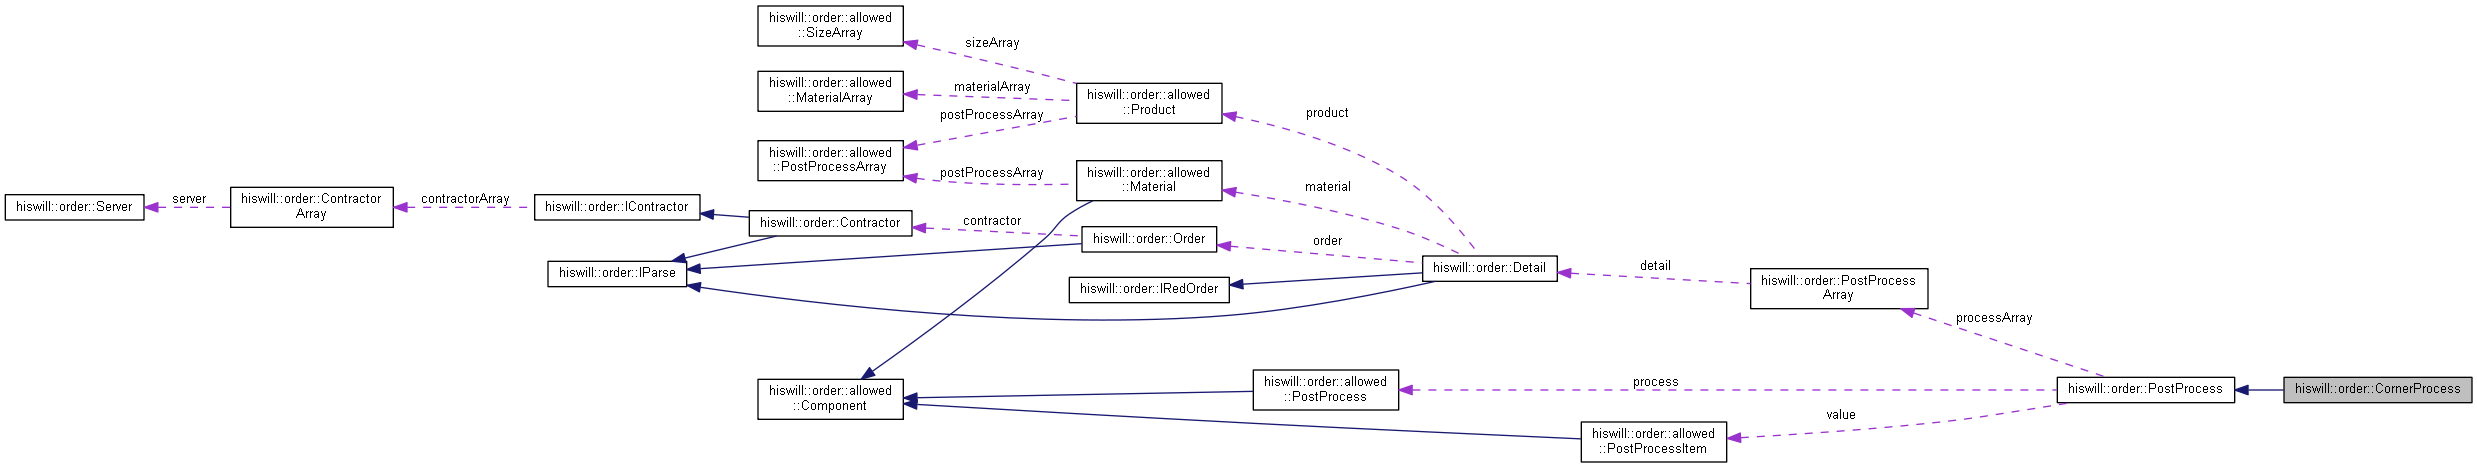 hiswill::order::allowed
::SizeArray
sizeArray
hiswill::order::allowed
::MaterialArray
materialArray
hiswill::order::allowed
::Product
postProcessArray
product
hiswill::order::allowed
::PostProcessArray
postProcessArray
hiswill::order::allowed
::Material
material
hiswill::order::Server
server
hiswill::order::Contractor
Array
contractorArray
hiswill::order::IContractor
hiswill::order::Contractor
contractor
hiswill::order::Order
order
hiswill::order::IParse
hiswill::order::IRedOrder
hiswill::order::Detail
detail
hiswill::order::PostProcess
Array
processArray
hiswill::order::allowed
::Component
hiswill::order::allowed
::PostProcess
process
hiswill::order::PostProcess
hiswill::order::CornerProcess
value
hiswill::order::allowed
::PostProcessItem